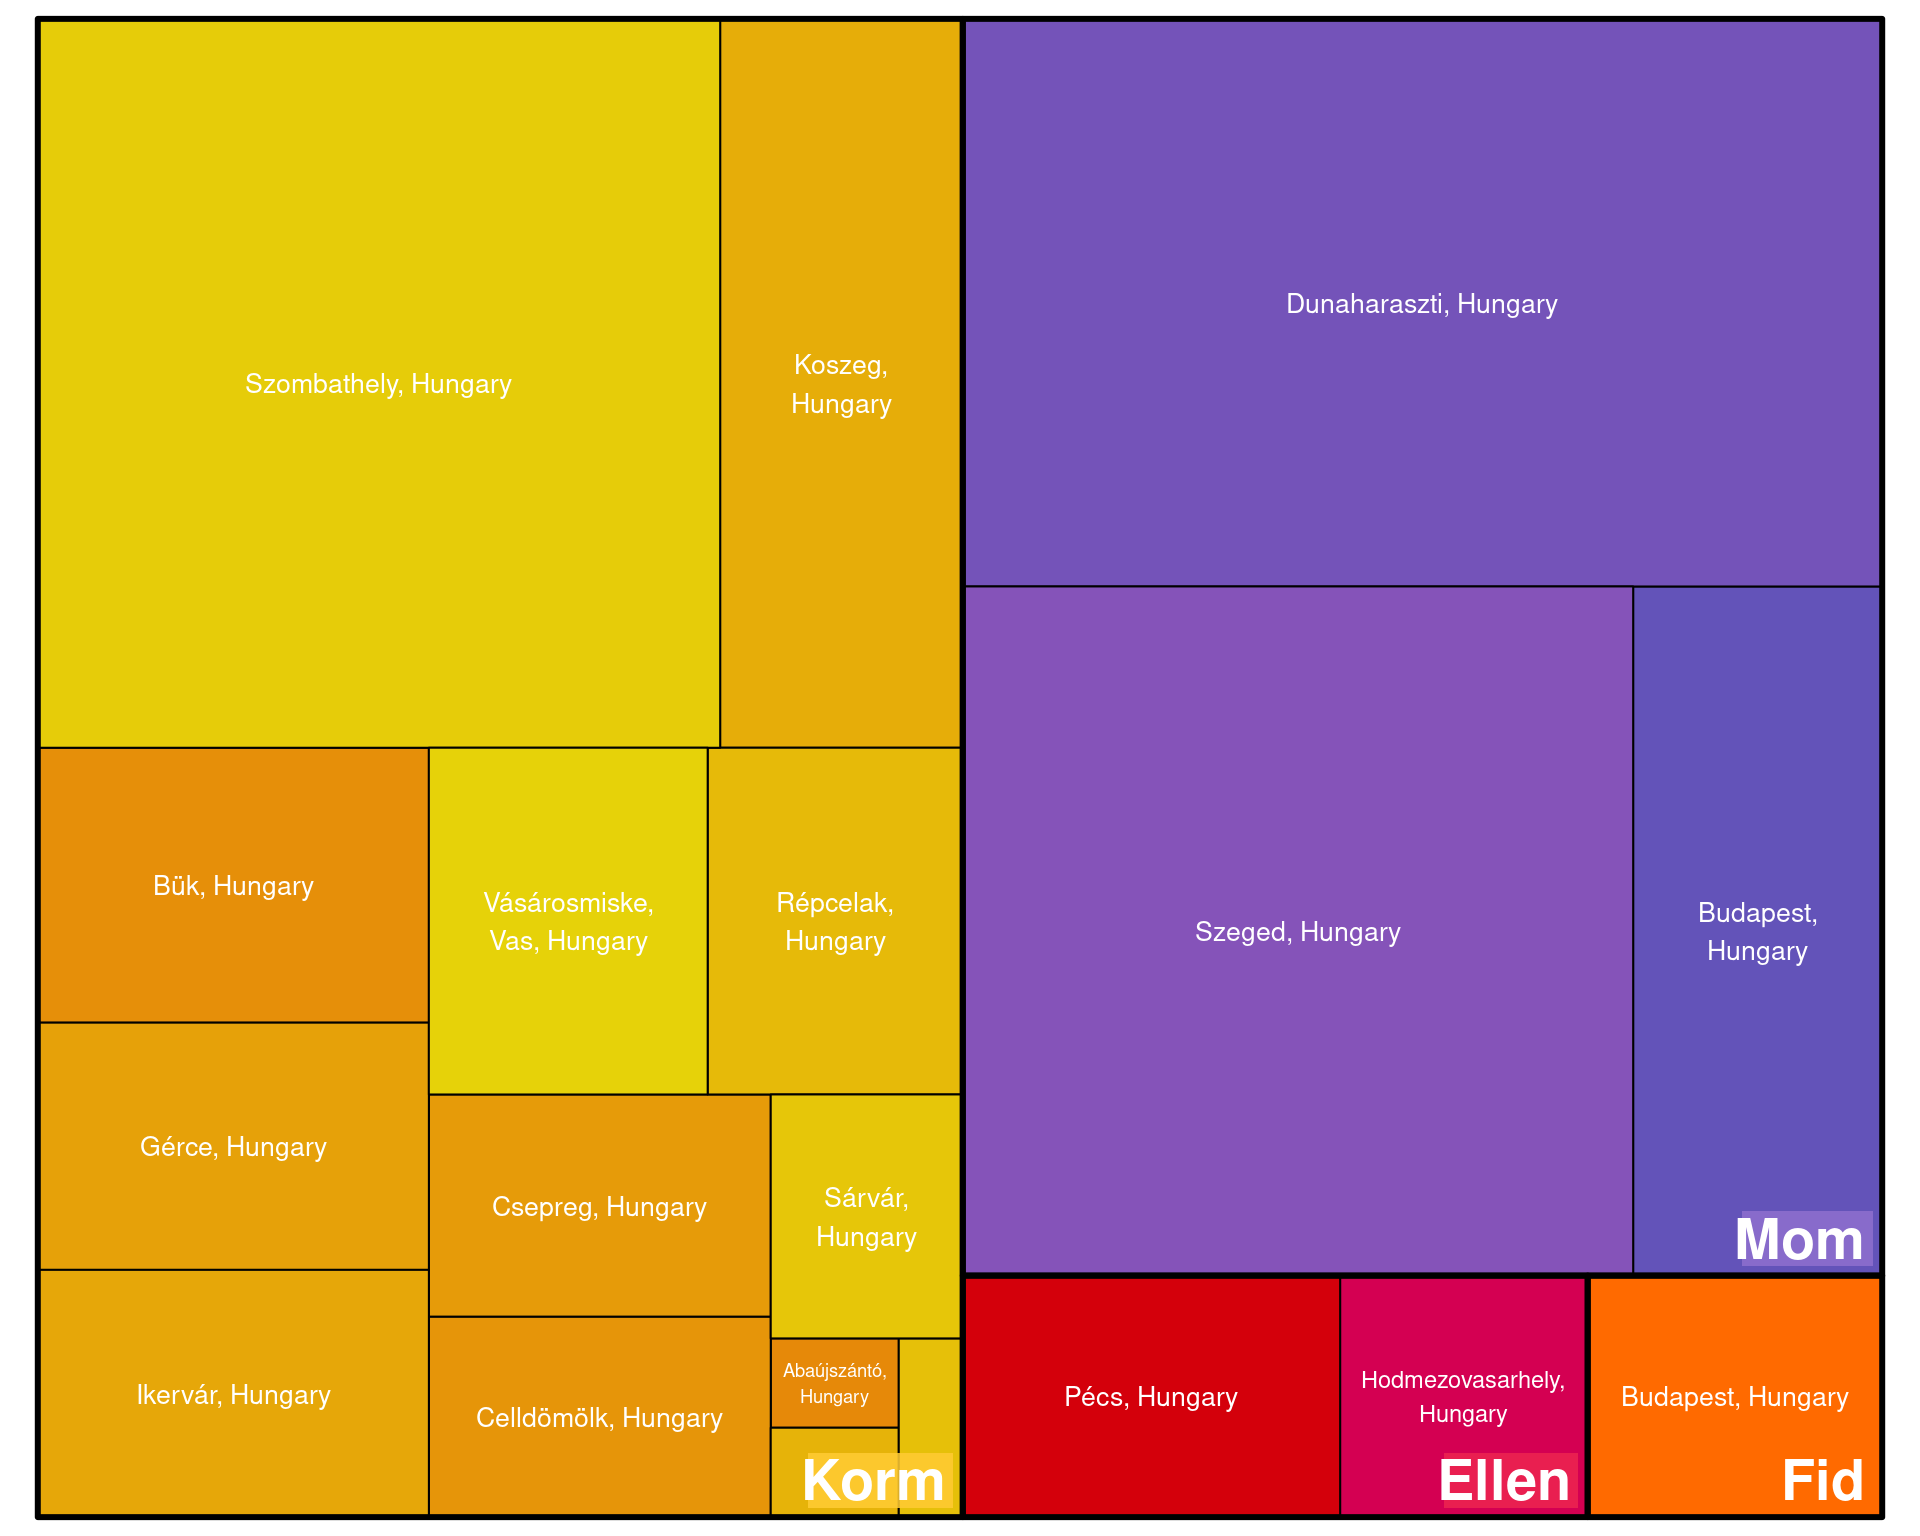 Szombathely, Hungary
Koszeg,
Hungary
Dunaharaszti, Hungary
Bük, Hungary
Vásárosmiske,
Vas, Hungary
Répcelak,
Hungary
Szeged, Hungary
Budapest,
Hungary
Gérce, Hungary
Csepreg, Hungary
Sárvár,
Hungary
Mom
Ikervár, Hungary
Celldömölk, Hungary
Abaújszántó,
Hungary
Korm
Pécs, Hungary
Hodmezovasarhely,
Hungary
Ellen
Budapest, Hungary
Fid